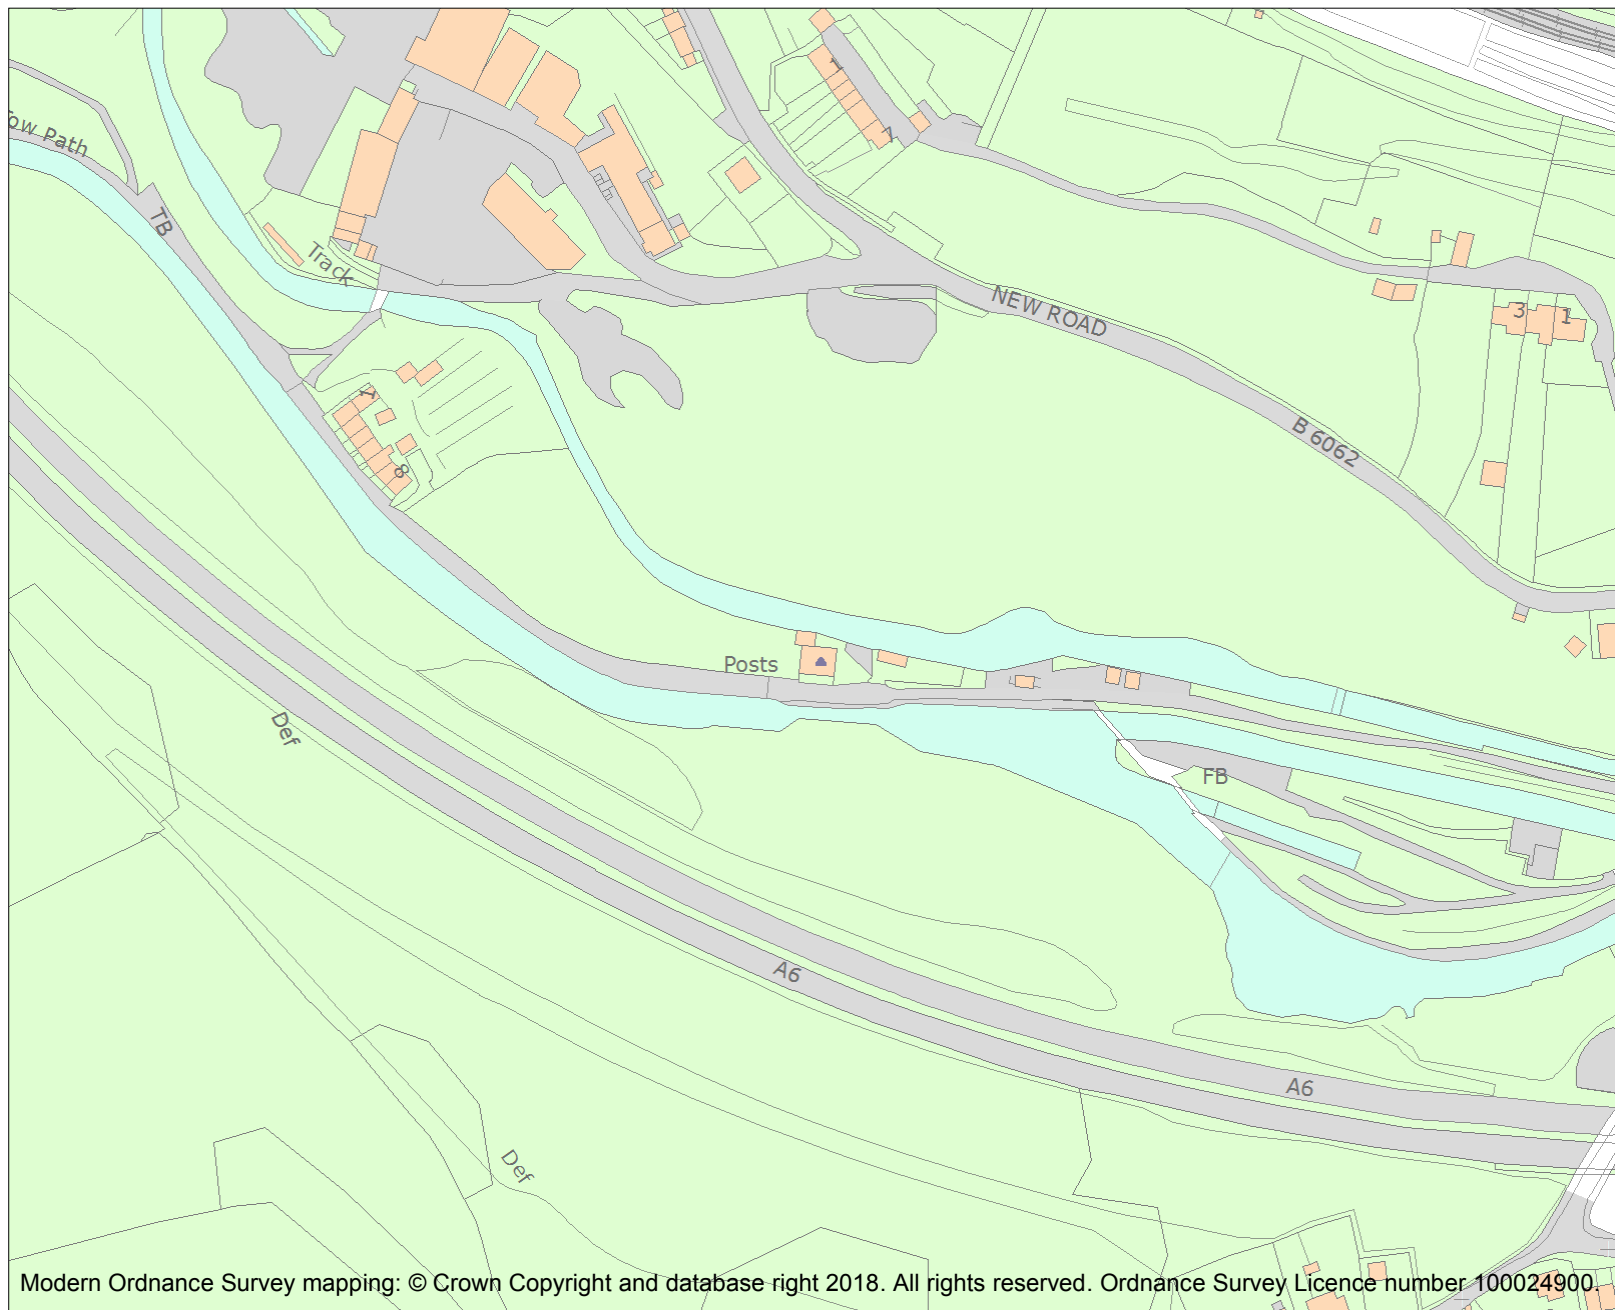 1
7
Tow Path
TB
Track
NEW ROAD
3
1
1
B 6062
8
Posts
Def
FB
A6
A6
Def
Modern Ordnance Survey mapping: © Crown Copyright and database right 2018. All rights reserved. Ordnance Survey Licence number 100024900.